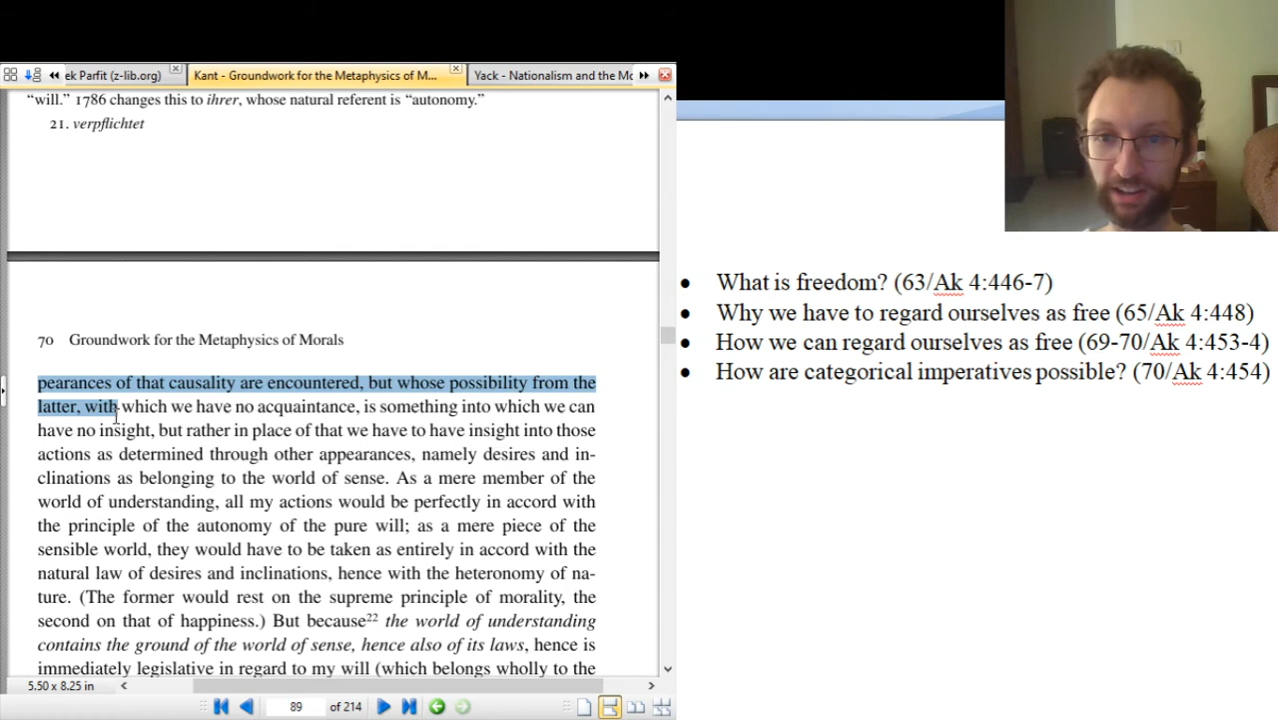 ek Parfit (z-lib.org) Kant - Groundwork for the Metaphysics of M... Yack - Nationalism and the Mo
"will." 1786 changes this to ihrer, whose natural referent is "autonomy."
21. verpflichtet
70 Groundwork for the Metaphysics of Morals
pearances of that causality are encountered, but whose possibility from the
latter, with which we have no acquaintance, is something into which we can
have no insight, but rather in place of that we have to have insight into those
actions as determined through other appearances, namely desires and in-
clinations as belonging to the world of sense. As a mere member of the
world of understanding, all my actions would be perfectly in accord with
the principle of the autonomy of the pure will; as a mere piece of the
sensible world, they would have to be taken as entirely in accord with the
natural law of desires and inclinations, hence with the heteronomy of na-
ture. (The former would rest on the supreme principle of morality, the
second on that of happiness.) But because22 the world of understanding
contains the ground of the world of sense, hence also of its laws, hence is
immediately legislative in regard to my will (which belongs wholly to the
5.50 x 8.25 in
89 of 214
• What is freedom? (63/Ak 4:446-7)
• Why we have to regard ourselves as free (65/Ak 4:448)
• How we can regard ourselves as free (69-70/Ak 4:453-4)
• How are categorical imperatives possible? (70/Ak 4:454)